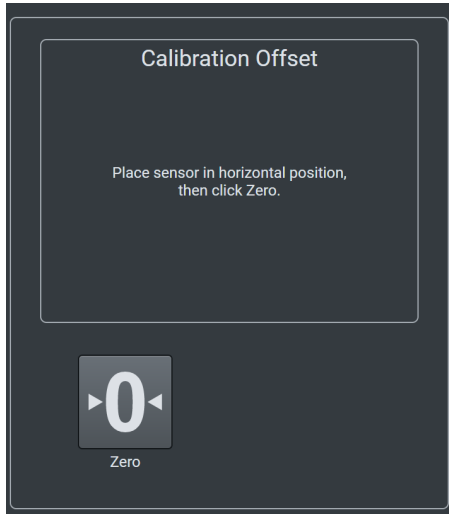 Calibration Offset
Place sensor in horizontal position,
then click Zero.
0
Zero